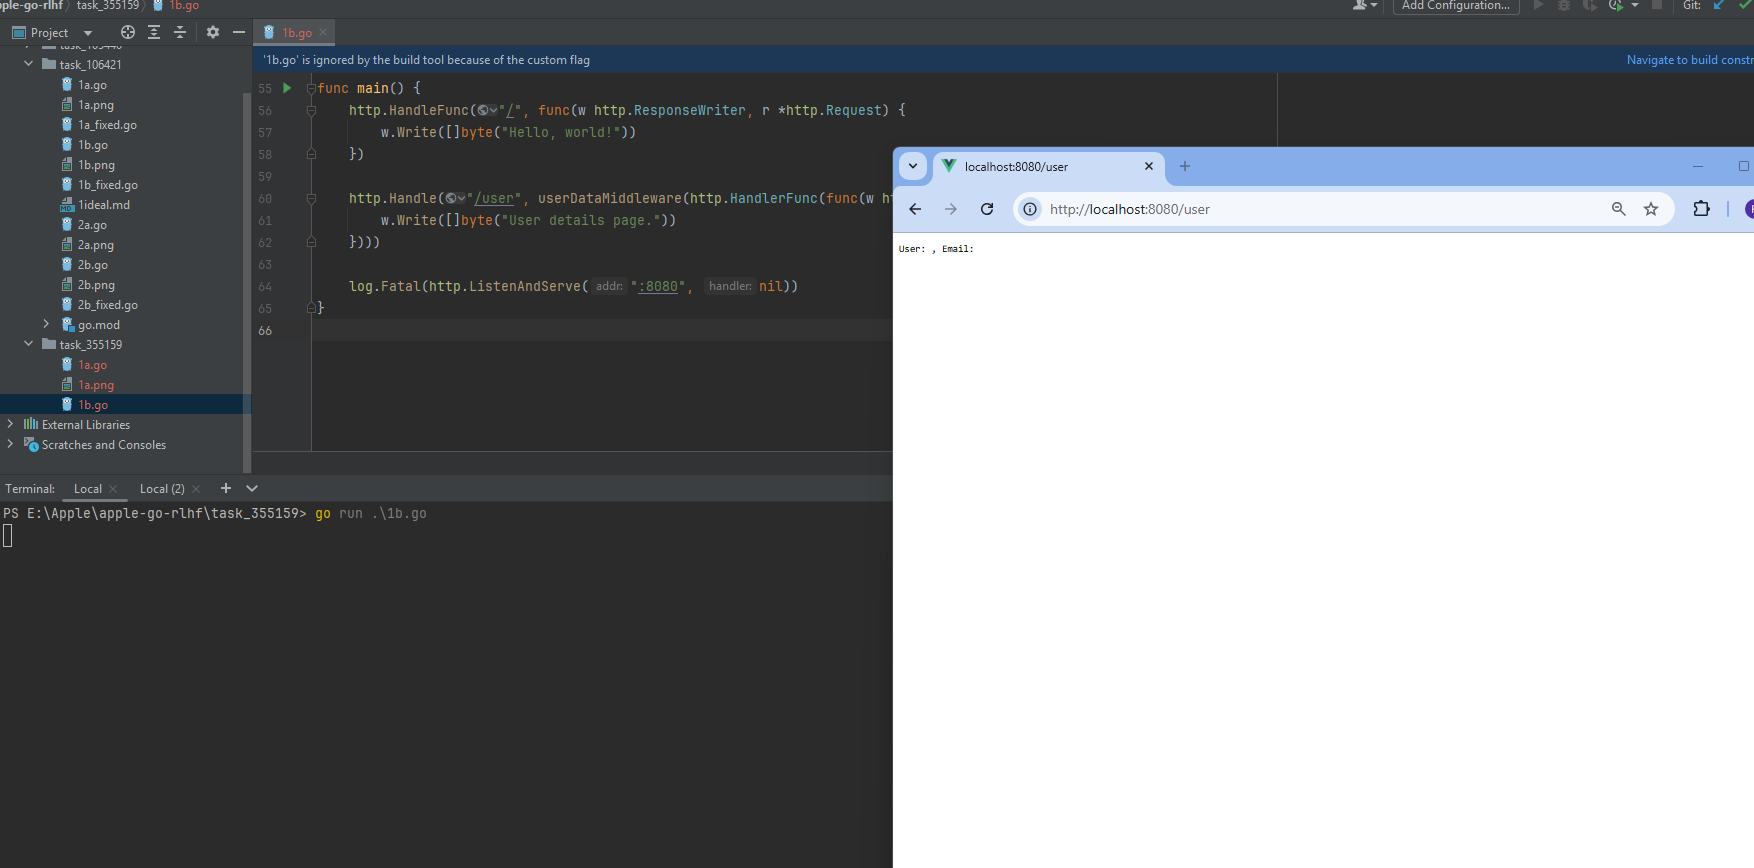 pple-go-rlhf › task_355159 › 1b.go
Add Configuration...
Git:
Project
1b.go
task_106421
1a.go
1a.png
1a_fixed.go
1b.go
1b.png
1b_fixed.go
1ideal.md
2a.go
2a.png
2b.go
2b.png
2b_fixed.go
go.mod
task_355159
1a.go
1a.png
1b.go
External Libraries
Scratches and Consoles
'1b.go' is ignored by the build tool because of the custom flag
Navigate to build constr
55 func main() {
56 http.HandleFunc("/", func(w http.ResponseWriter, r *http.Request) {
57 w.Write([]byte("Hello, world!"))
58 })
59
60 http.Handle("/user", userDataMiddleware(http.HandlerFunc(func(w ht
61 w.Write([]byte("User details page."))
62 })))
63
64 log.Fatal(http.ListenAndServe( addr: ":8080", handler: nil))
65 }
66
localhost:8080/user
http://localhost:8080/user
User: , Email:
Terminal:
Local
Local (2)
PS E:\Apple\apple-go-rlhf\task_355159> go run .\1b.go